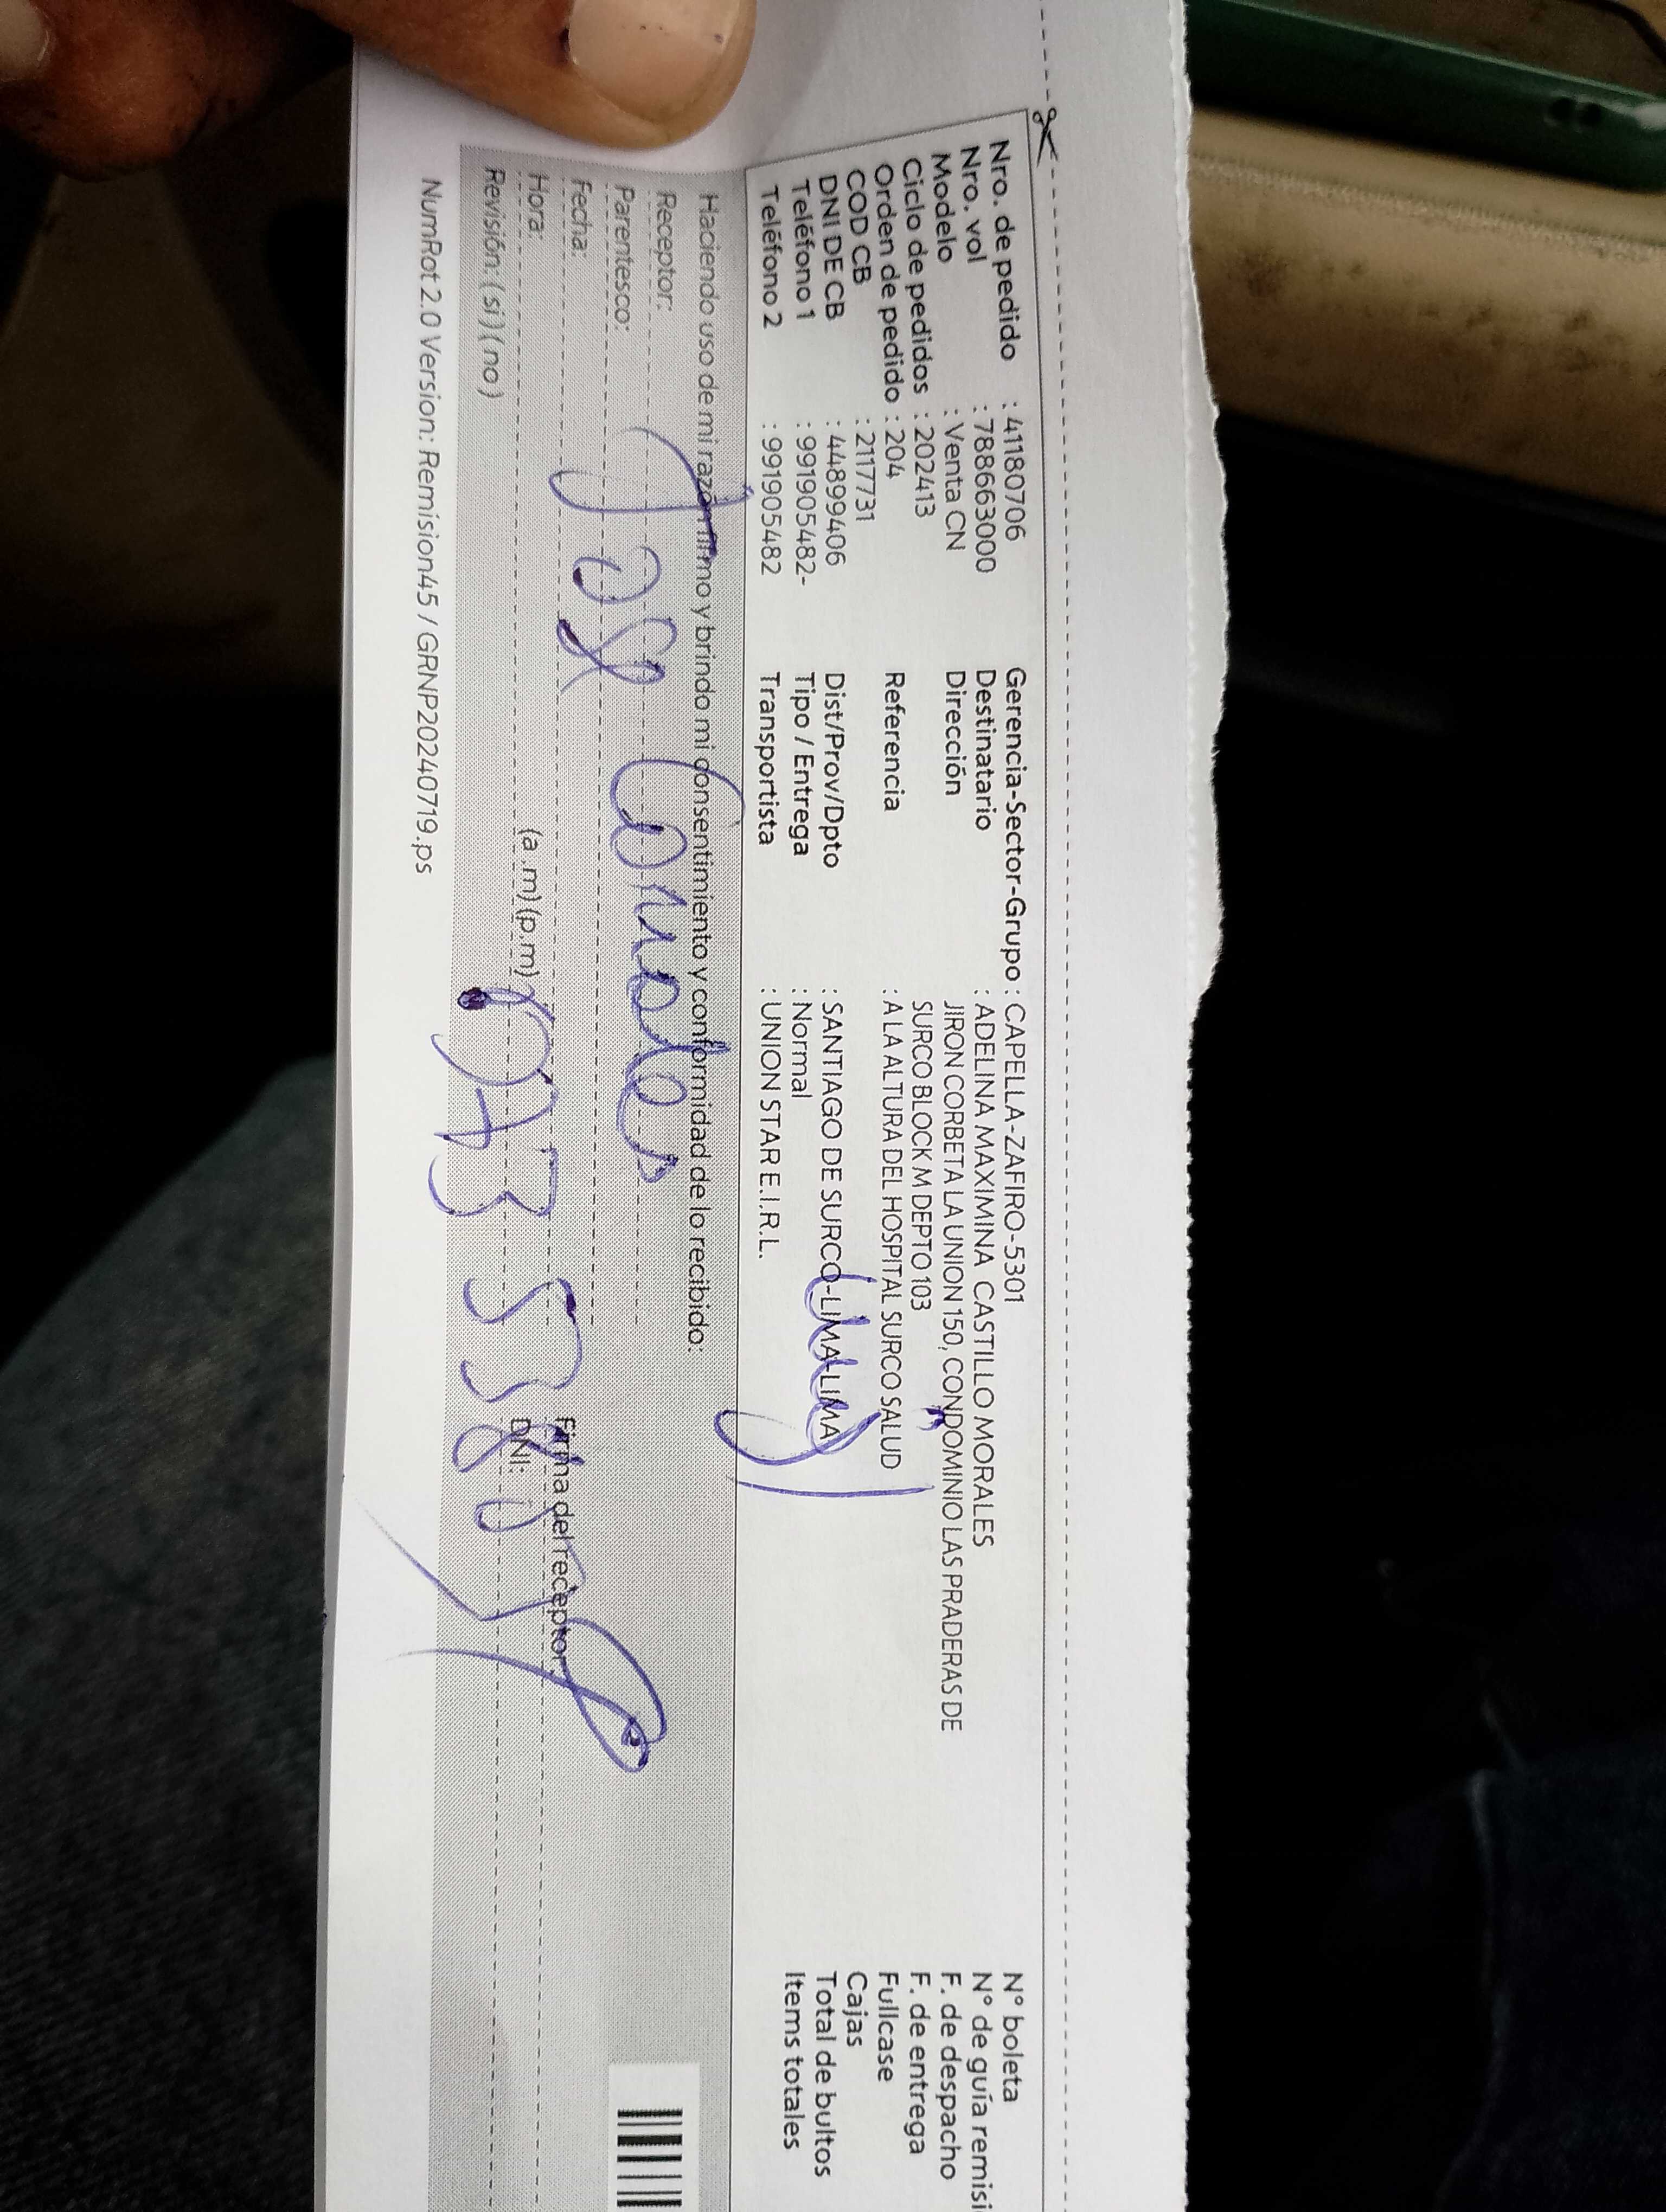 Nro. de pedido : 41180706
Nro. vol : 788663000
Modelo : Venta CN
Ciclo de pedidos : 202413
Orden de pedido : 204
COD CB : 2117731
DNI DE CB : 44899406
Teléfono 1 : 991905482-
Teléfono 2 : 991905482
Gerencia-Sector-Grupo : CAPELLA-ZAFIRO-5301
Destinatario : ADELINA MAXIMINA CASTILLO MORALES
Dirección JIRON CORBETA LA UNION 150, CONDOMINIO LAS PRADERAS DE
SURCO BLOCK M DEPTO 103
Referencia : A LA ALTURA DEL HOSPITAL SURCO SALUD
Dist/Prov/Dpto : SANTIAGO DE SURCO-LIMA-LIMA
Tipo / Entrega : Normal
Transportista : UNION STAR E.I.R.L.
N° boleta
N° de guía remisi
F. de despacho
F. de entrega
Fullcase
Cajas
Total de bultos
Items totales
Haciendo uso de mi razón firmo y brindo mi consentimiento y conformidad de lo recibido:
Receptor:
Parentesco:
Fecha:
Hora: (a.m) (p.m)
Revisión: ( si ) ( no )
Jose
Firma del receptor
DNI:
NumRot 2.0 Version: Remision45 / GRNP20240719.ps